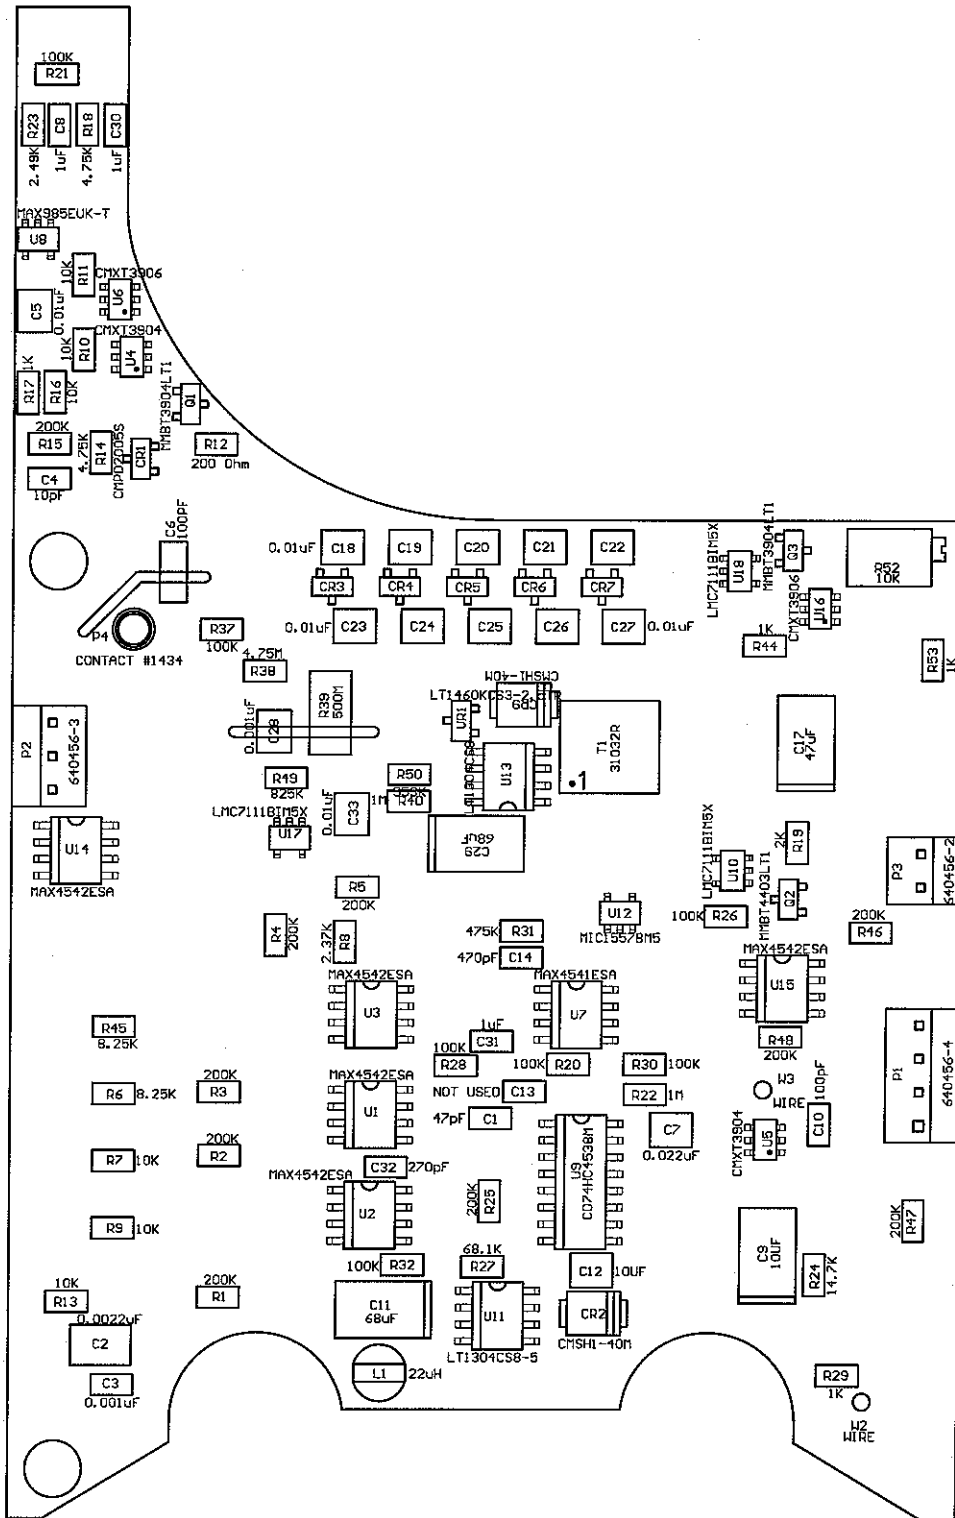 100K
R21
R23
C8
R18
C30
2.49K
1uF
4.75K
1uF
MAX985EUK-T
U8
10K
R11
CMXT3906
U6
C5
0.01uF
CMXT3904
10K
R10
U4
1K
R17
R16
10K
MMBT3904LT1
Q1
200K
R15
4.75K
R14
CMPD2005S
CR1
R12
200 Ohm
C4
10pF
C6
100PF
P4
CONTACT #1434
0.01uF
C18
C19
C20
C21
C22
CR3
CR4
CR5
CR6
CR7
0.01uF
C23
C24
C25
C26
C27
0.01uF
LMC7111BIM5X
U18
MMBT3904LT1
Q3
CMXT3906
U16
R52
10K
1K
R44
R53
1K
R37
100K
4.75M
R38
R39
500M
0.001uF
C28
CMSH1-40M
VR1
T1
31032R
1
C17
47uF
P2
640456-3
R49
825K
R50
1M
R40
0.01uF
C33
U13
LMC7111BIM5X
U17
C29
68uF
U14
MAX4542ESA
LMC7111BIM5X
U10
2K
R19
MMBT4403LT1
Q2
P3
640456-2
R5
200K
R4
200K
2.37K
R8
475K
R31
470pF
C14
U12
MIC1557BM5
100K
R26
200K
R46
MAX4542ESA
U3
MAX4541ESA
U7
MAX4542ESA
U15
R45
8.25K
1uF
C31
100K
R28
100K
R20
R30
100K
R48
200K
P1
640456-4
R6
8.25K
200K
R3
MAX4542ESA
U1
NOT USED
C13
R22
1M
W3
WIRE
100pF
C10
47pF
C1
C7
0.022uF
CMXT3904
U5
U9
CD74HC4538M
R7
10K
200K
R2
C32
270pF
MAX4542ESA
U2
200K
R25
R9
10K
200K
R47
C9
10UF
R24
14.7K
100K
R32
68.1K
R27
C12
10UF
10K
R13
200K
R1
C11
68uF
U11
LT1304CS8-5
CR2
CMSH1-40M
0.0022uF
C2
C3
0.001uF
L1
22uH
R29
1K
W2
WIRE